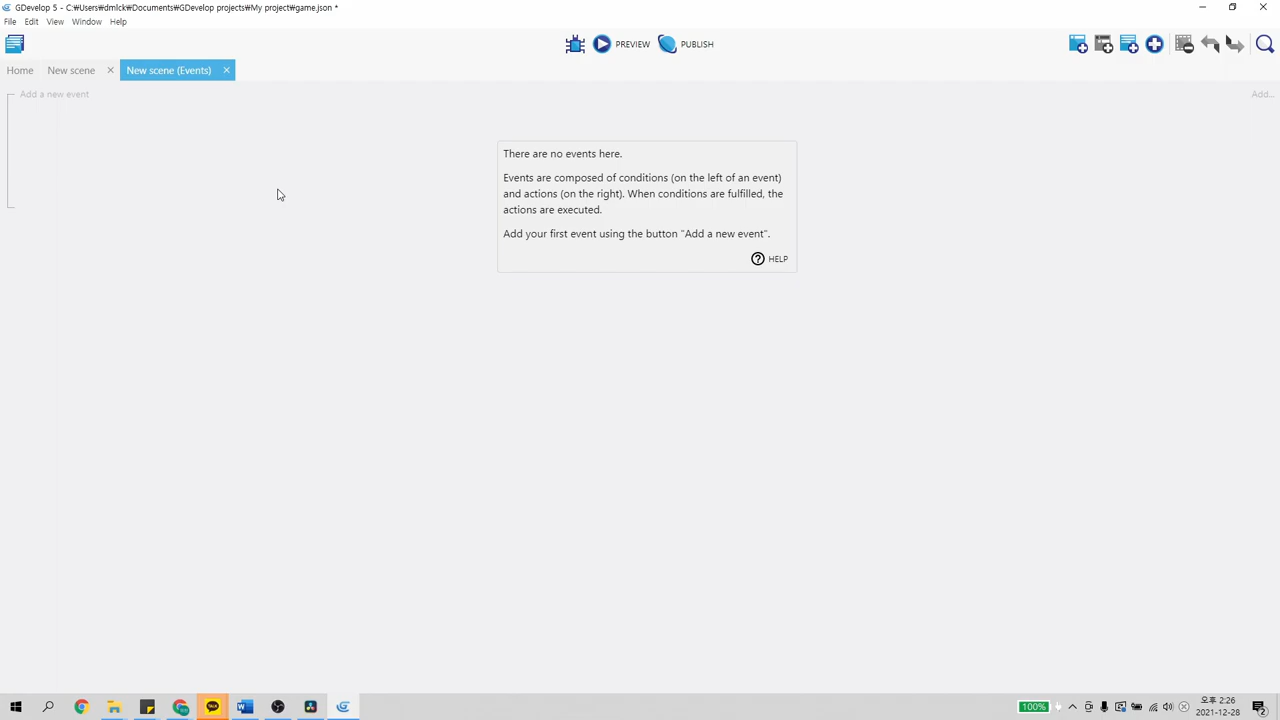 GDevelop 5 - C:₩Users₩dmlck₩Documents₩GDevelop projects₩My project₩game.json *
File Edit View Window Help
PREVIEW PUBLISH
Home New scene × New scene (Events) ×
Add a new event Add...
There are no events here.
Events are composed of conditions (on the left of an event)
and actions (on the right). When conditions are fulfilled, the
actions are executed.
Add your first event using the button "Add a new event".
? HELP
TALK
100%
오후 2:26
2021-12-28
2